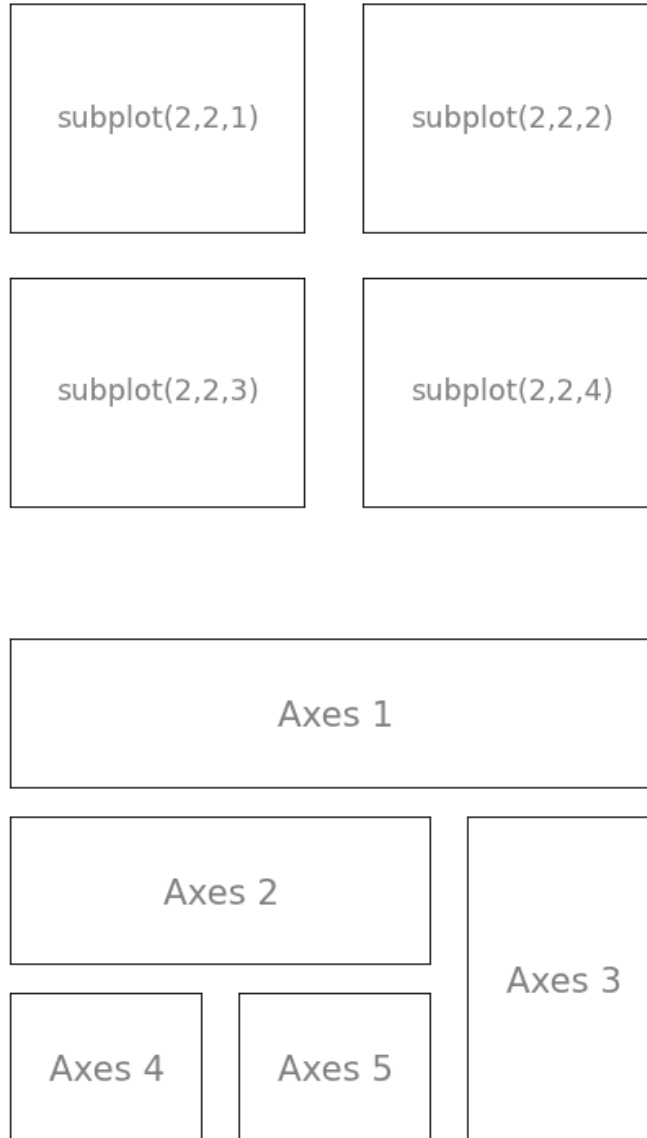 subplot(2,2,1) subplot(2,2,2)
subplot(2,2,3) subplot(2,2,4)
Axes 1
Axes 2
Axes 3
Axes 4 Axes 5